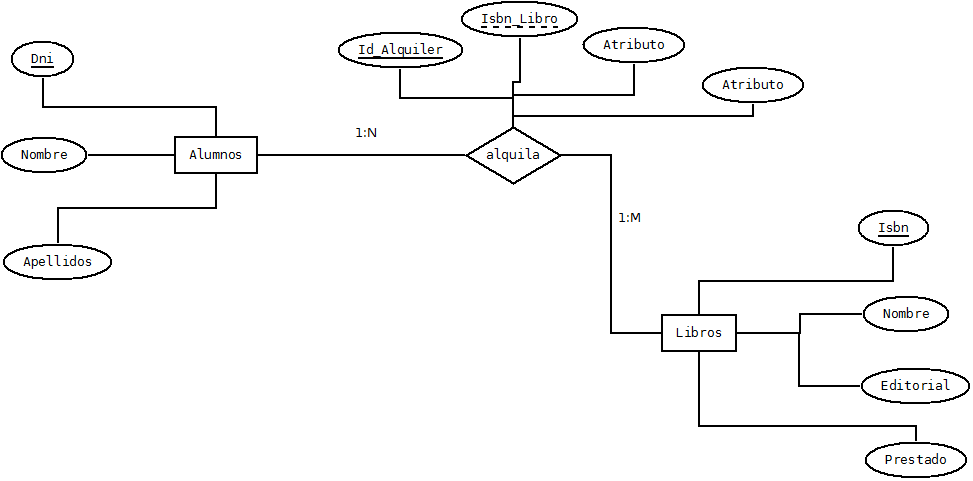 Isbn_Libro
Dni
Id_Alquiler
Atributo
Atributo
1:N
Nombre
Alumnos
alquila
1:M
Isbn
Apellidos
Nombre
Libros
Editorial
Prestado